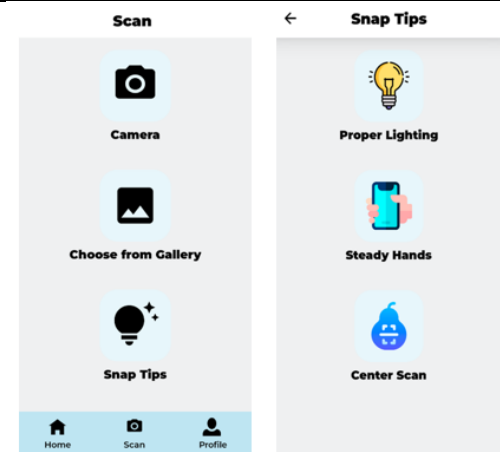 Scan
Camera
Choose from Gallery
Snap Tips
Home Scan Profile
Snap Tips
Proper Lighting
Steady Hands
Center Scan